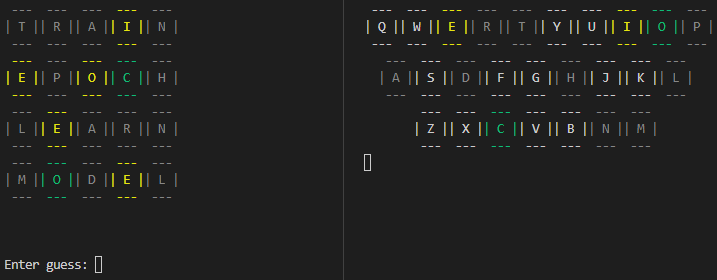 T R A I N
E P O C H
L E A R N
M O D E L
Enter guess:
Q W E R T Y U I O P
A S D F G H J K L
Z X C V B N M